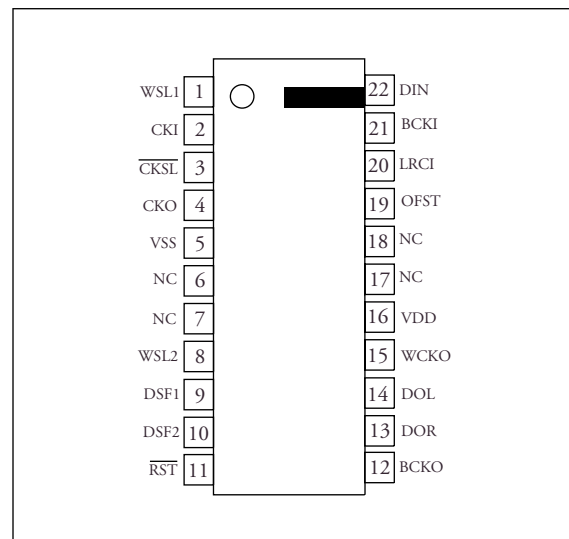 WSL1 1 22 DIN
CKI 2 21 BCKI
CKSL 3 20 LRCI
CKO 4 19 OFST
VSS 5 18 NC
NC 6 17 NC
NC 7 16 VDD
WSL2 8 15 WCKO
DSF1 9 14 DOL
DSF2 10 13 DOR
RST 11 12 BCKO